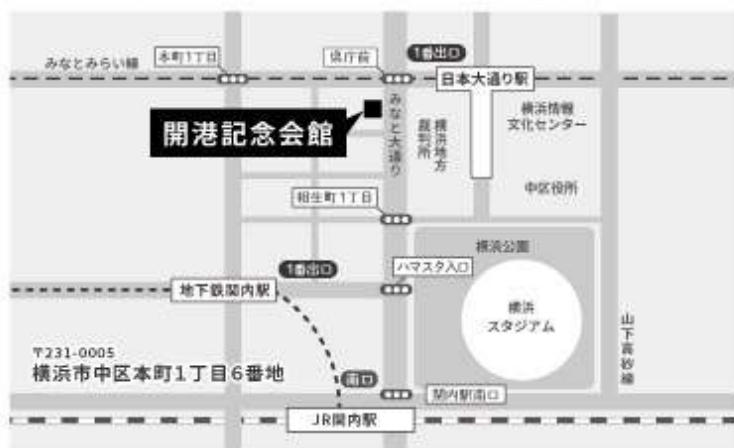 みなとみらい線
本町1丁目
県庁前
1番出口
日本大通り駅
開港記念会館
みなと大通り
横浜地方
裁判所
横浜情報
文化センター
中区役所
相生町1丁目
横浜公園
1番出口
ハマスタ入口
地下鉄関内駅
横浜
スタジアム
山下高砂線
〒231-0005
横浜市中区本町1丁目6番地
南口
関内駅南口
JR関内駅